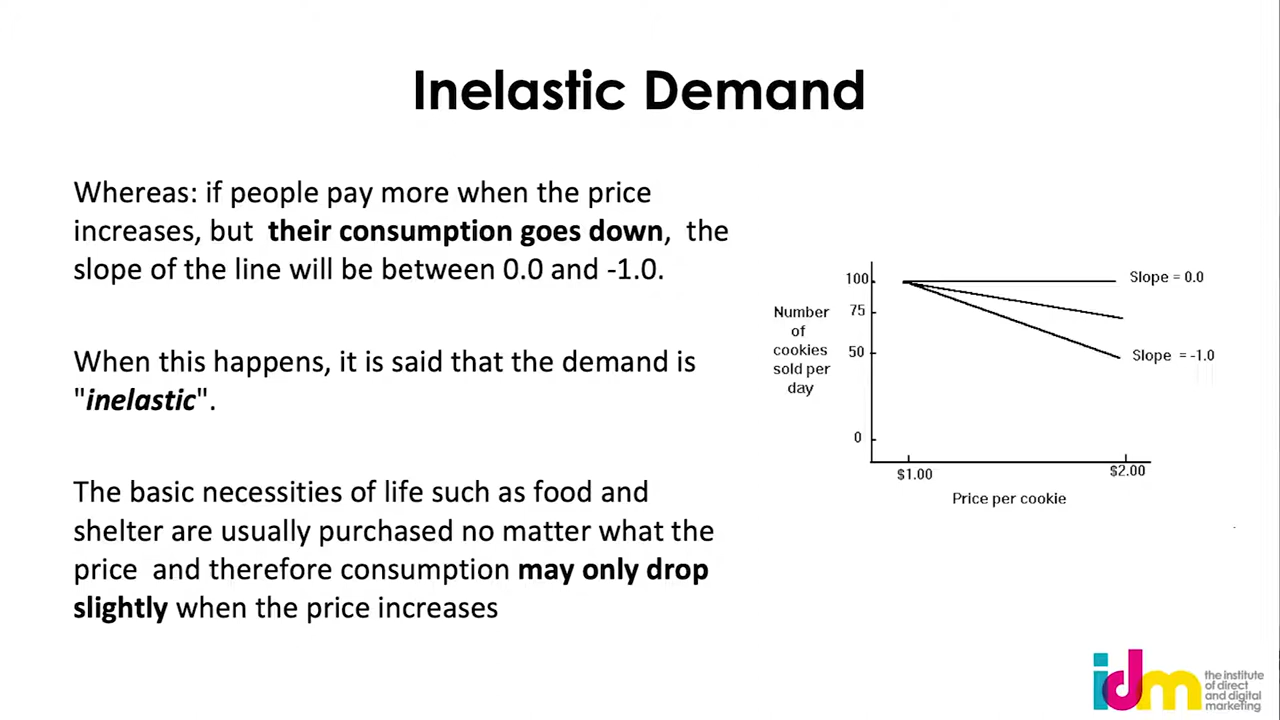 Inelastic Demand
Whereas: if people pay more when the price
increases, but their consumption goes down, the
slope of the line will be between 0.0 and -1.0.
When this happens, it is said that the demand is
"inelastic".
The basic necessities of life such as food and
shelter are usually purchased no matter what the
price and therefore consumption may only drop
slightly when the price increases
Number
of
cookies
sold per
day
100
75
50
0
Slope = 0.0
Slope = -1.0
$1.00
$2.00
Price per cookie
idm
the institute
of direct
and digital
marketing